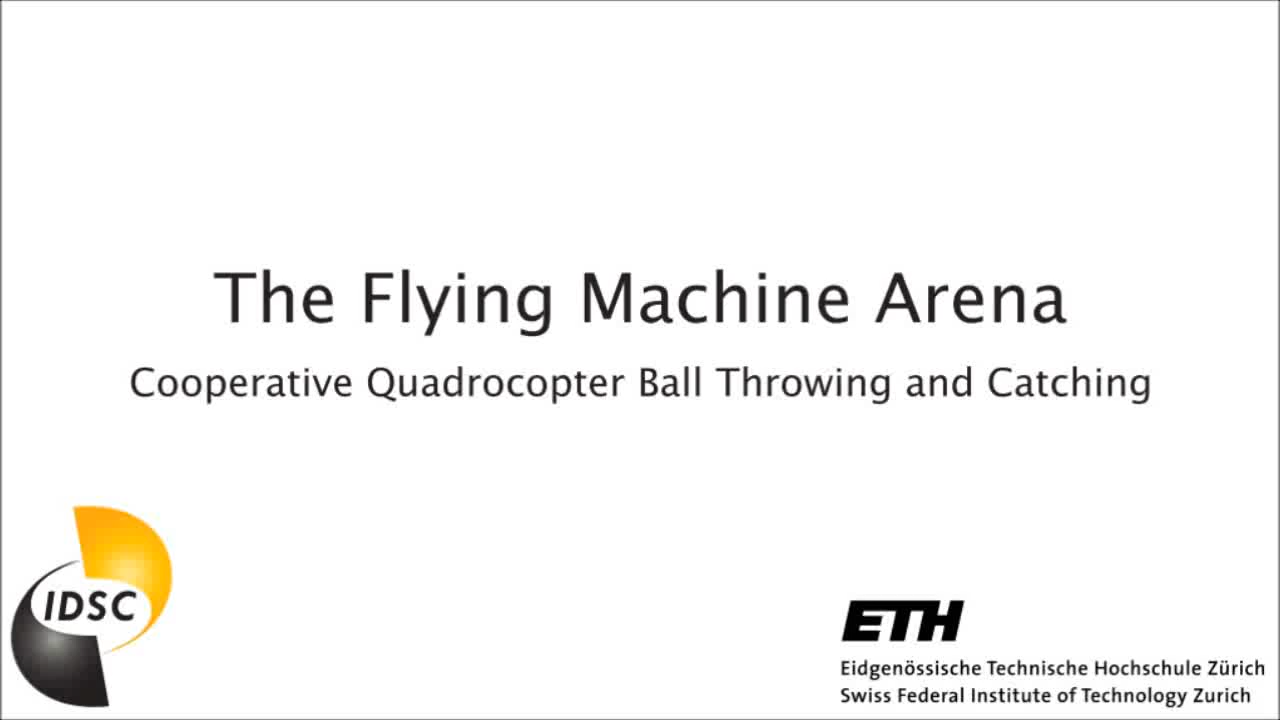 The Flying Machine Arena
Cooperative Quadrocopter Ball Throwing and Catching
IDSC
ETH
Eidgenössische Technische Hochschule Zürich
Swiss Federal Institute of Technology Zurich